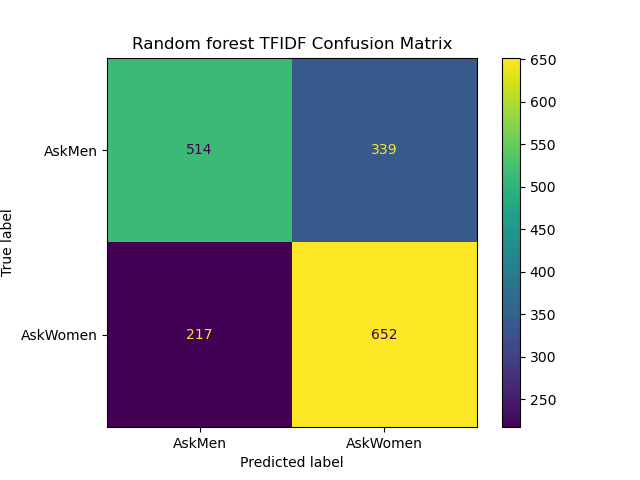 Random forest TFIDF Confusion Matrix
True label
AskMen
514 339
AskWomen
217 652
AskMen AskWomen
Predicted label
650
600
550
500
450
400
350
300
250